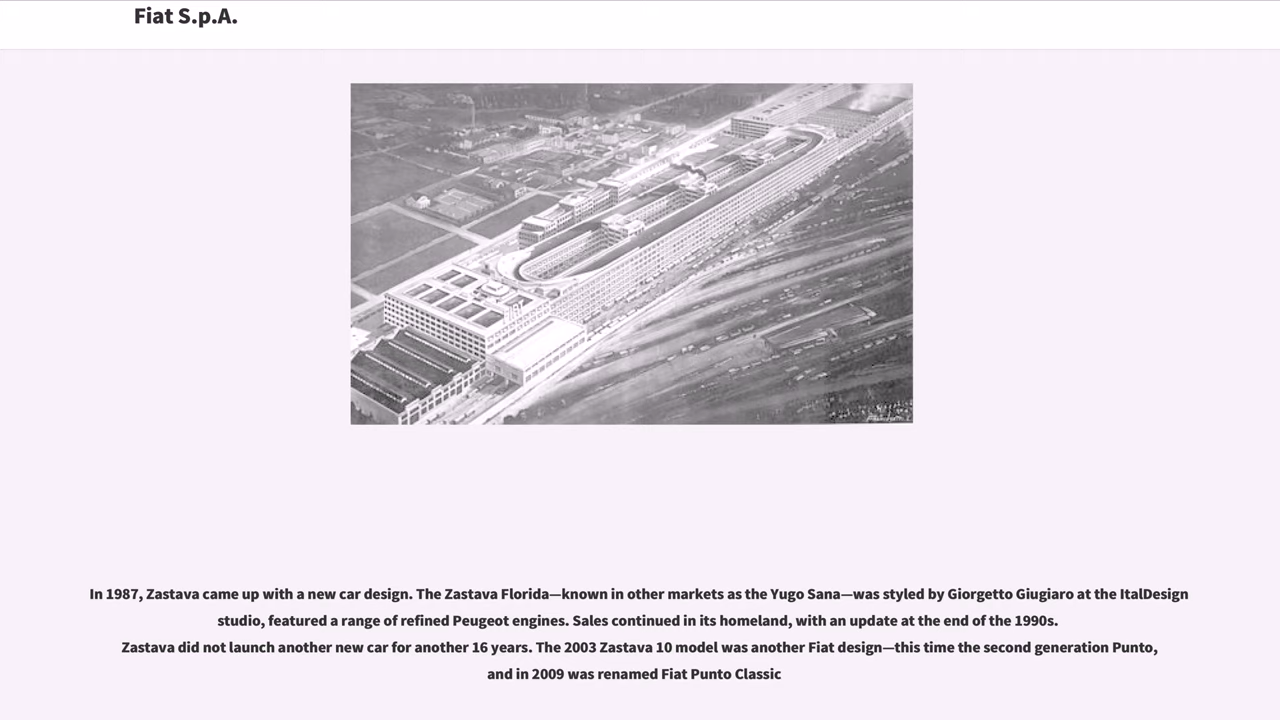 Fiat S.p.A.
In 1987, Zastava came up with a new car design. The Zastava Florida—known in other markets as the Yugo Sana—was styled by Giorgetto Giugiaro at the ItalDesign
studio, featured a range of refined Peugeot engines. Sales continued in its homeland, with an update at the end of the 1990s.
Zastava did not launch another new car for another 16 years. The 2003 Zastava 10 model was another Fiat design—this time the second generation Punto,
and in 2009 was renamed Fiat Punto Classic